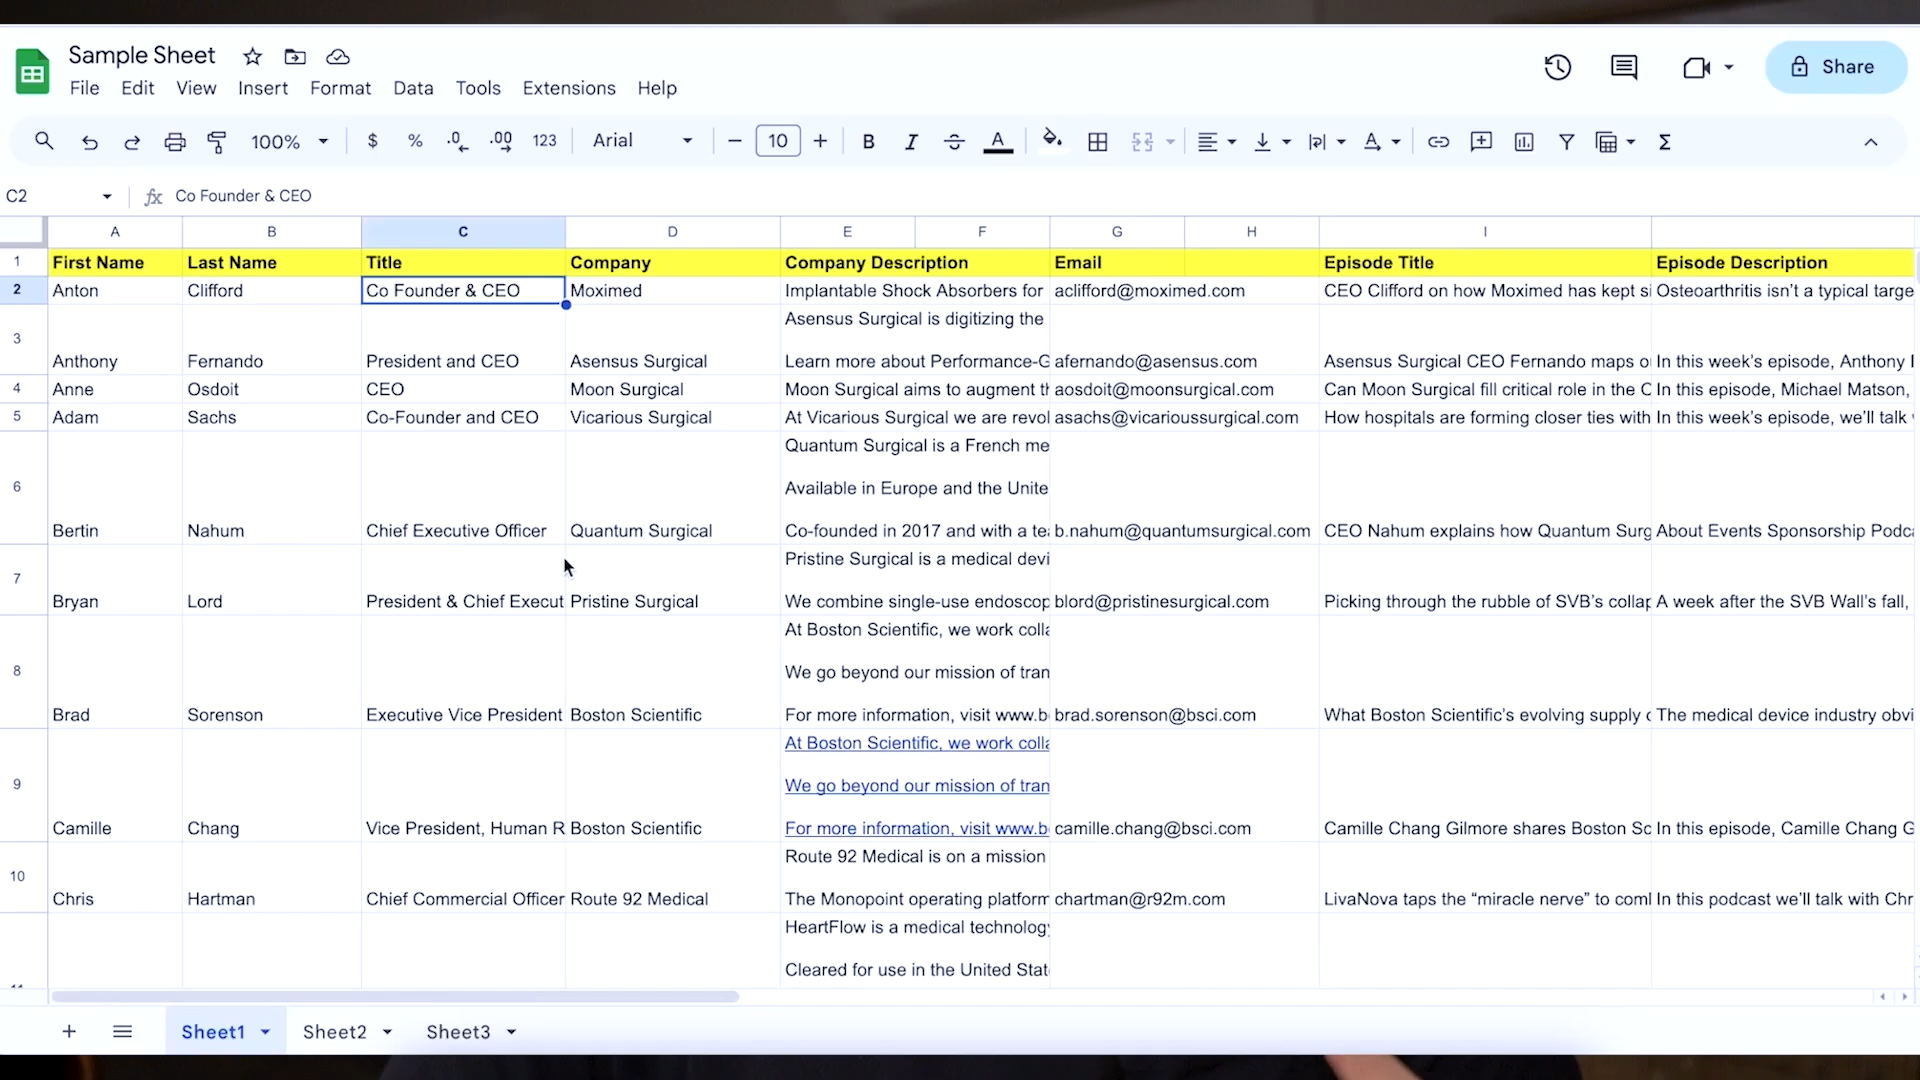 Sample Sheet
File Edit View Insert Format Data Tools Extensions Help
Share
100% $ % .0 .00 123 Arial 10 B I A Σ
C2 fx Co Founder & CEO
A B C D E F G H I
1 First Name Last Name Title Company Company Description Email Episode Title Episode Description
2 Anton Clifford Co Founder & CEO Moximed Implantable Shock Absorbers for aclifford@moximed.com CEO Clifford on how Moximed has kept si Osteoarthritis isn't a typical targe
Asensus Surgical is digitizing the
3
Anthony Fernando President and CEO Asensus Surgical Learn more about Performance-G afernando@asensus.com Asensus Surgical CEO Fernando maps o In this week's episode, Anthony F
4 Anne Osdoit CEO Moon Surgical Moon Surgical aims to augment th aosdoit@moonsurgical.com Can Moon Surgical fill critical role in the C In this episode, Michael Matson,
5 Adam Sachs Co-Founder and CEO Vicarious Surgical At Vicarious Surgical we are revol asachs@vicarioussurgical.com How hospitals are forming closer ties with In this week's episode, we'll talk
Quantum Surgical is a French me
6 Available in Europe and the Unite
Bertin Nahum Chief Executive Officer Quantum Surgical Co-founded in 2017 and with a tea b.nahum@quantumsurgical.com CEO Nahum explains how Quantum Surg About Events Sponsorship Podca
Pristine Surgical is a medical devi
7
Bryan Lord President & Chief Execut Pristine Surgical We combine single-use endoscop blord@pristinesurgical.com Picking through the rubble of SVB's collap A week after the SVB Wall's fall,
At Boston Scientific, we work colla
8 We go beyond our mission of tran
Brad Sorenson Executive Vice President Boston Scientific For more information, visit www.b brad.sorenson@bsci.com What Boston Scientific's evolving supply c The medical device industry obvi
At Boston Scientific, we work colla
9 We go beyond our mission of tran
Camille Chang Vice President, Human R Boston Scientific For more information, visit www.b camille.chang@bsci.com Camille Chang Gilmore shares Boston Sc In this episode, Camille Chang G
Route 92 Medical is on a mission
10
Chris Hartman Chief Commercial Officer Route 92 Medical The Monopoint operating platform chartman@r92m.com LivaNova taps the “miracle nerve” to coml In this podcast we'll talk with Chr
HeartFlow is a medical technology
Cleared for use in the United Stat
Sheet1 Sheet2 Sheet3